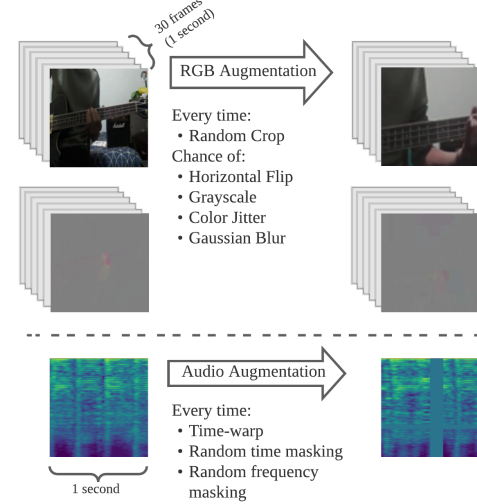 30 frames
(1 second)
RGB Augmentation
Every time:
• Random Crop
Chance of:
• Horizontal Flip
• Grayscale
• Color Jitter
• Gaussian Blur
Audio Augmentation
Every time:
• Time-warp
• Random time masking
• Random frequency
masking
1 second